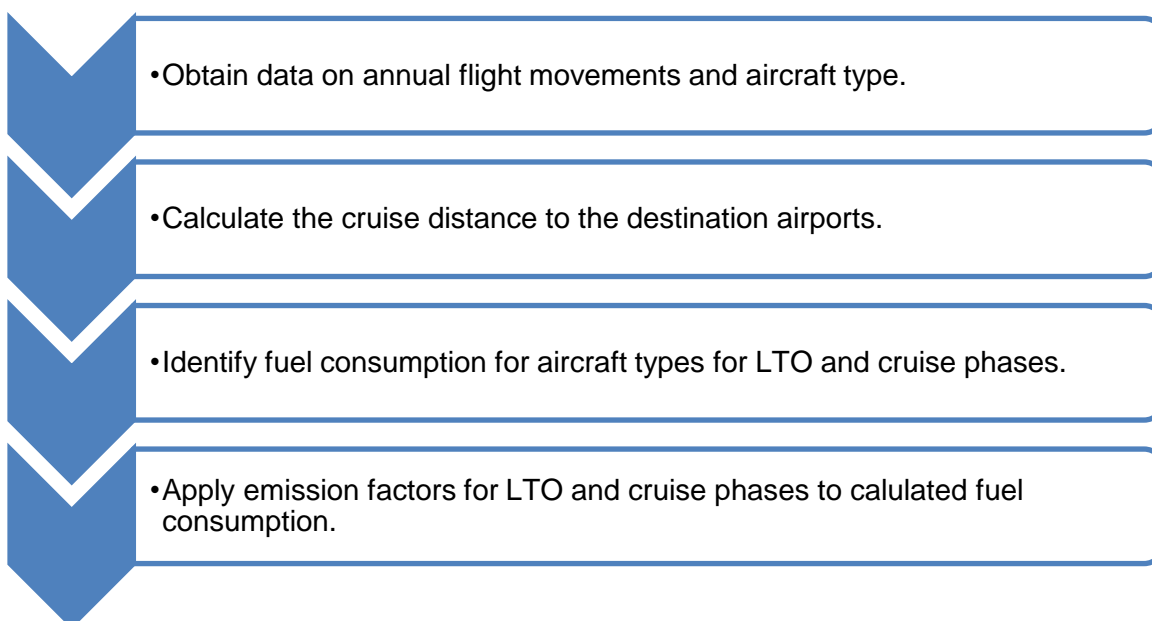 •Obtain data on annual flight movements and aircraft type.
•Calculate the cruise distance to the destination airports.
•Identify fuel consumption for aircraft types for LTO and cruise phases.
•Apply emission factors for LTO and cruise phases to calulated fuel
consumption.